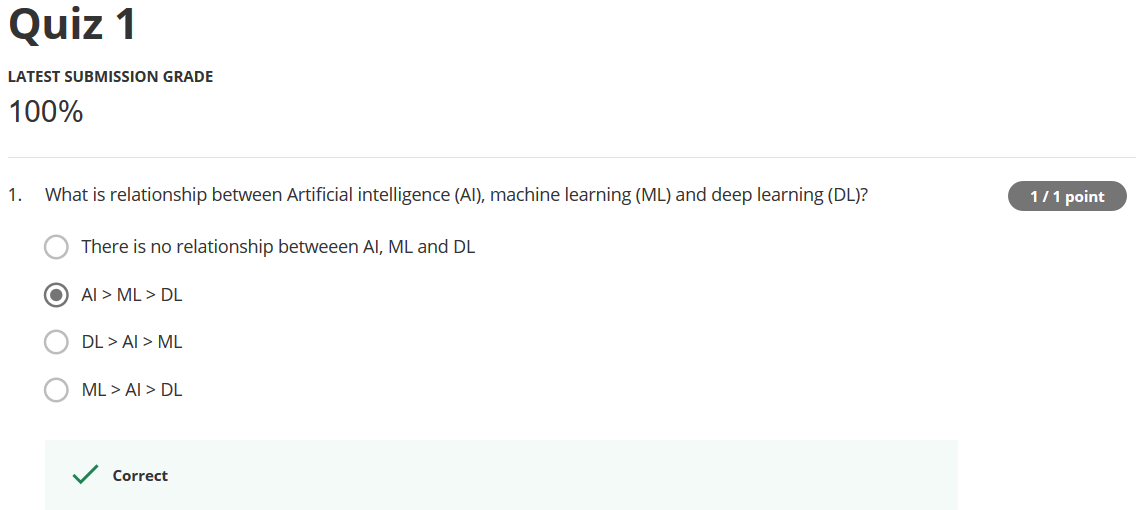 Quiz 1
LATEST SUBMISSION GRADE
100%
1. What is relationship between Artificial intelligence (AI), machine learning (ML) and deep learning (DL)? 1 / 1 point
There is no relationship betweeen AI, ML and DL
AI > ML > DL
DL > AI > ML
ML > AI > DL
Correct